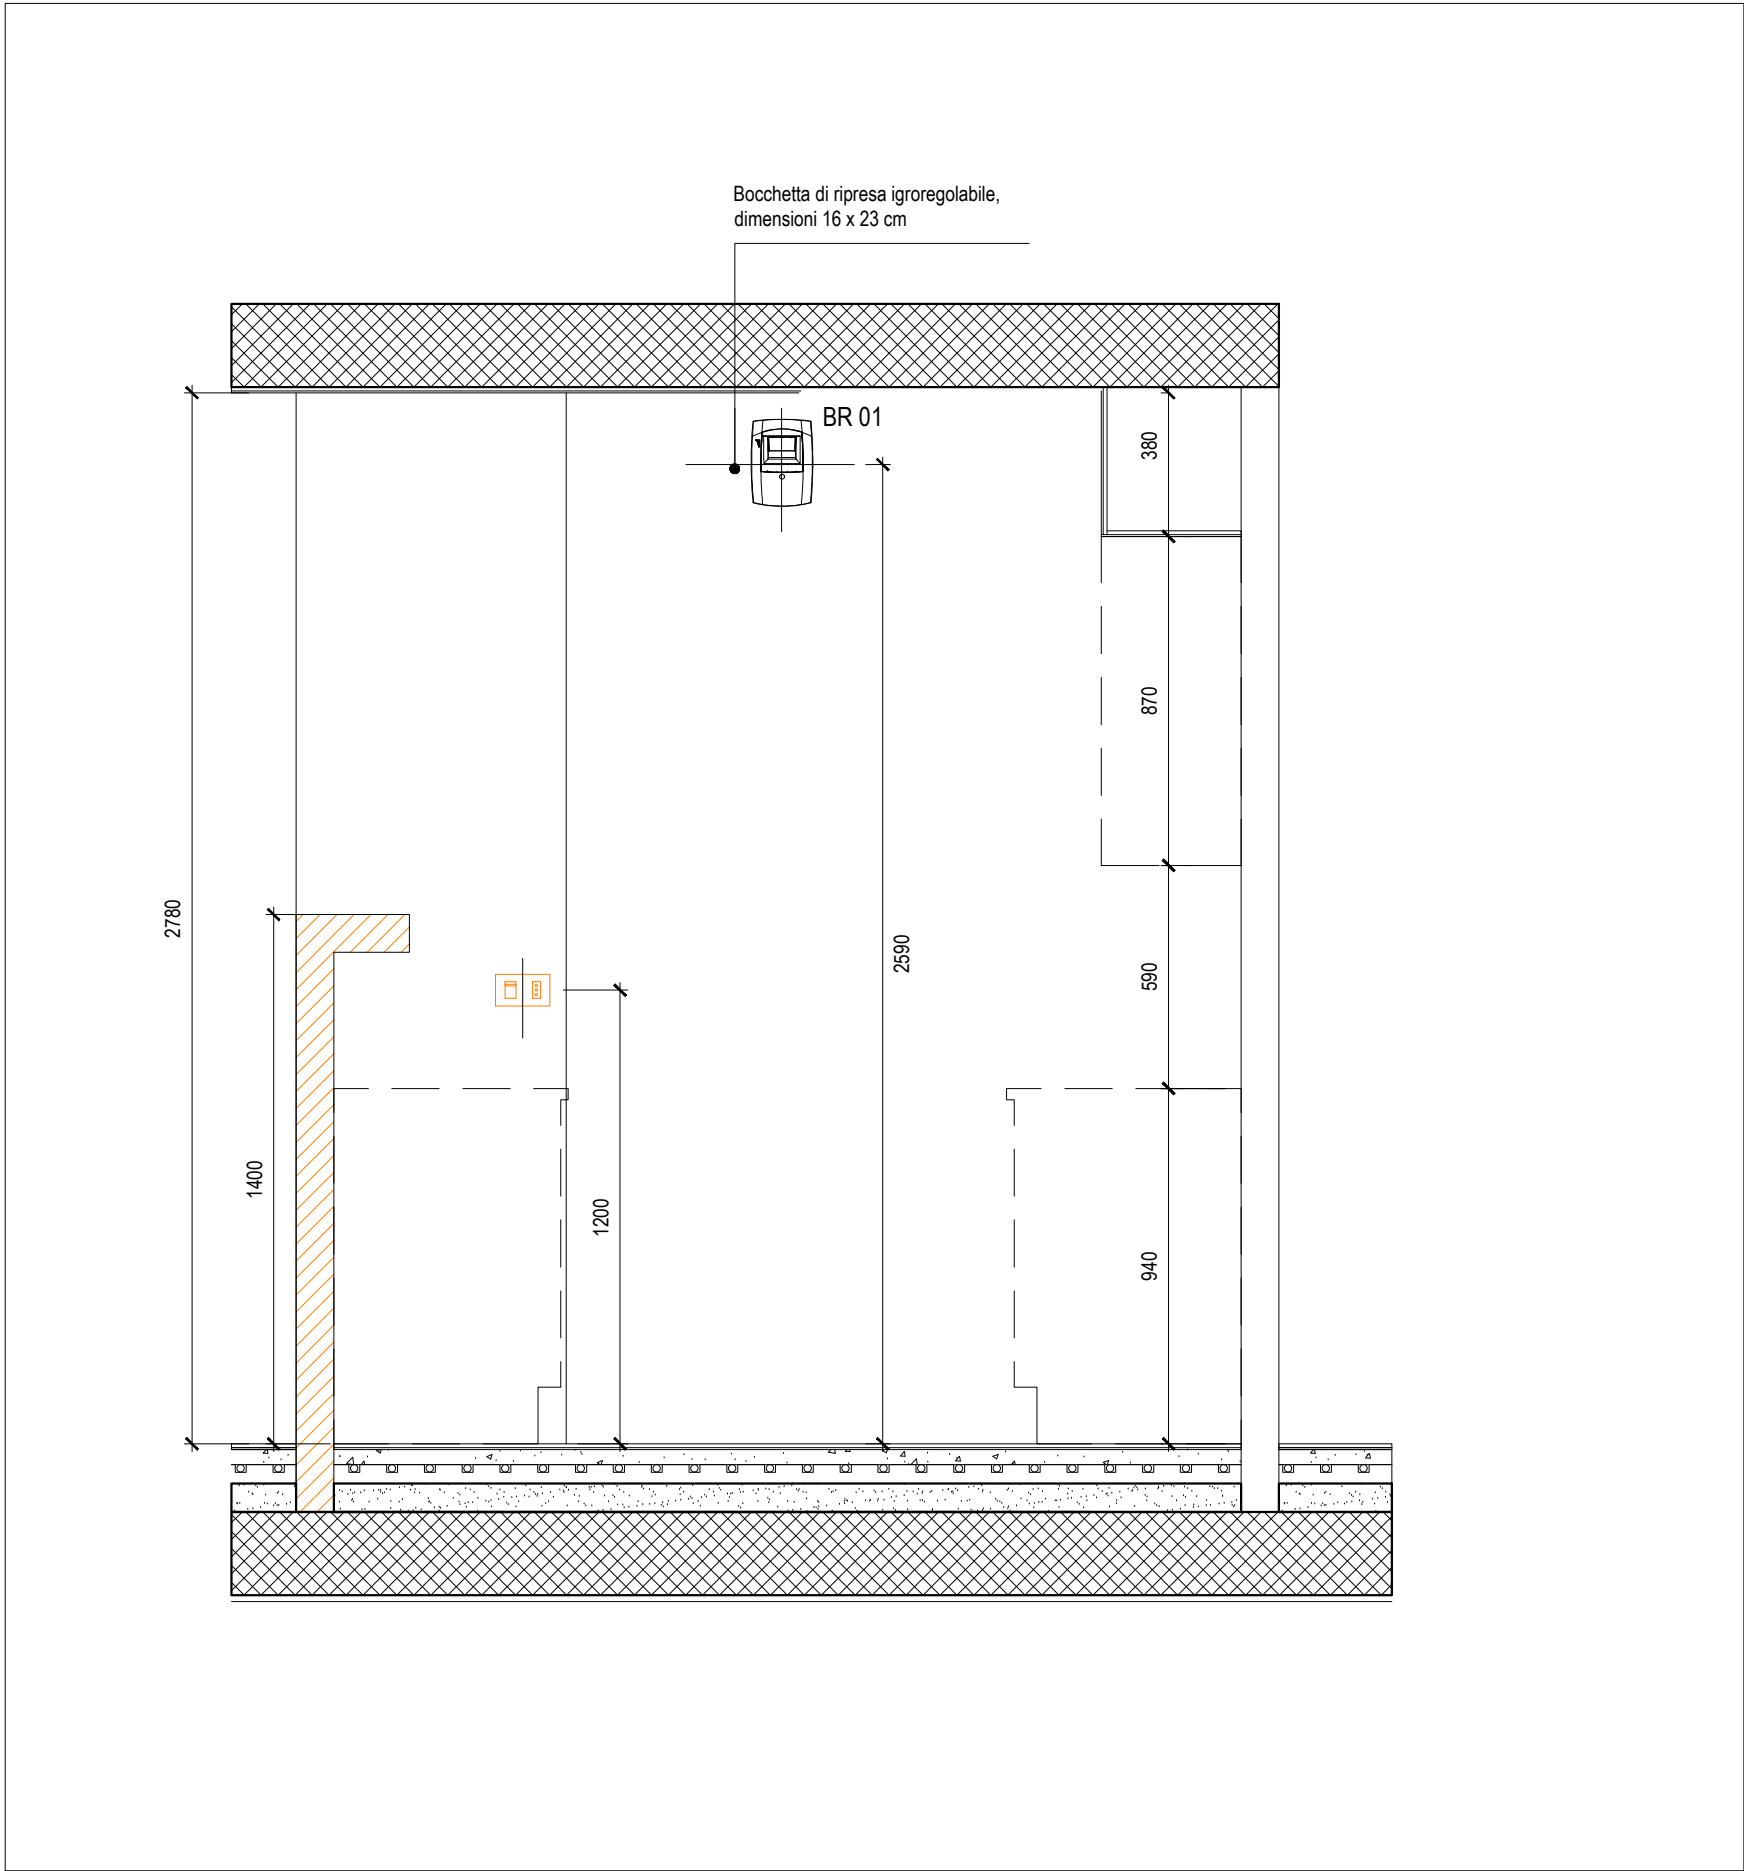 Bocchetta di ripresa igroregolabile,
dimensioni 16 x 23 cm
BR 01
380
870
2780
2590
590
1400
1200
940